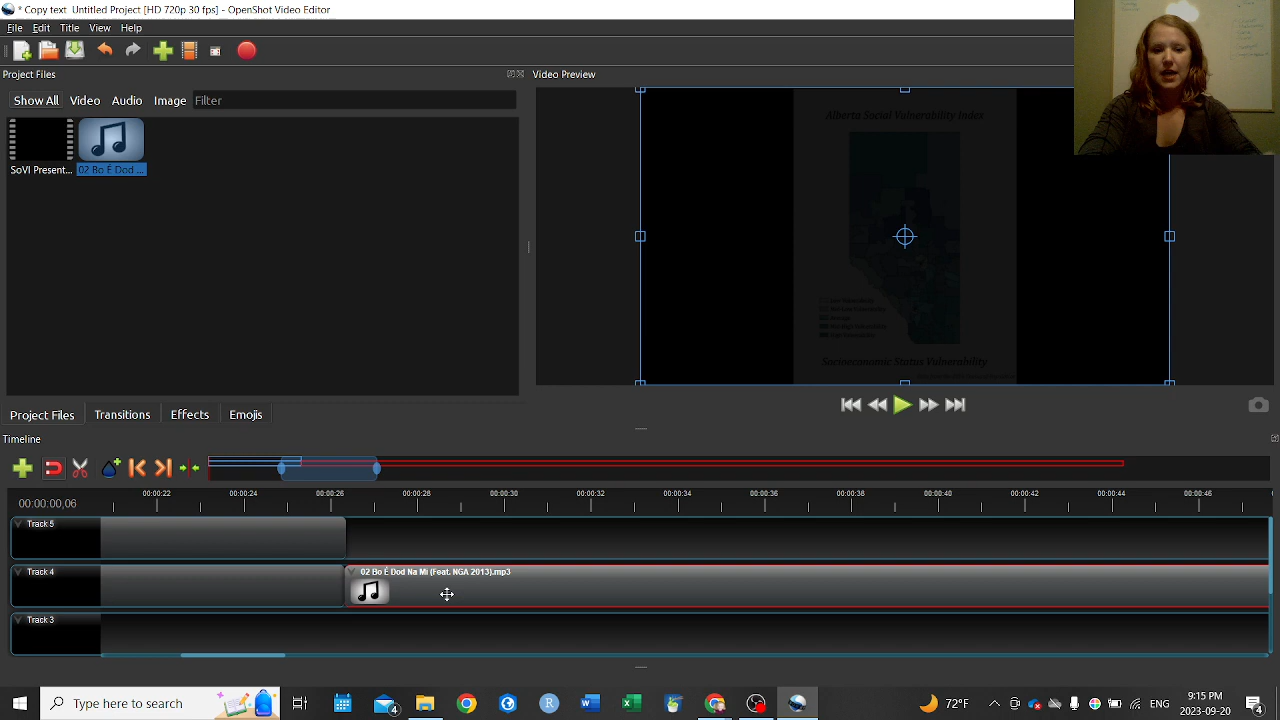 * Copy text Untitled Project [HD 720p 30 fps] - OpenShot Video Editor
File Edit Title View Help
Project Files
Video Preview
Show All Video Audio Image Filter
SoVI Present... 02 Bo É Dod ...
Alberta Social Vulnerability Index
Socioeconomic Status Vulnerability
Project Files Transitions Effects Emojis
Timeline
00:00:00,06
00:00:22 00:00:24 00:00:26 00:00:28 00:00:30 00:00:32 00:00:34 00:00:36 00:00:38 00:00:40 00:00:42 00:00:44 00:00:46
Track 5
Track 4
02 Bo É Dod Na Mi (Feat. NGA 2013).mp3
Track 3
Type here to search
4
72°F
ENG
9:15 PM
2023-09-20
4